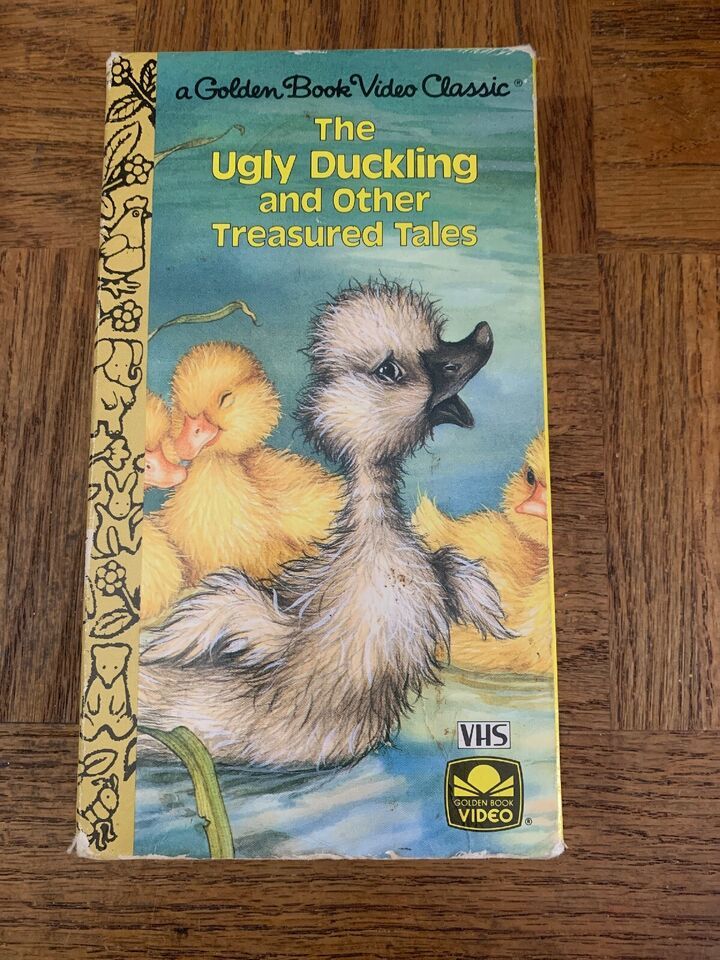 a Golden Book Video Classic®
The
Ugly Duckling
and Other
Treasured Tales
VHS
GOLDEN BOOK
VIDEO®